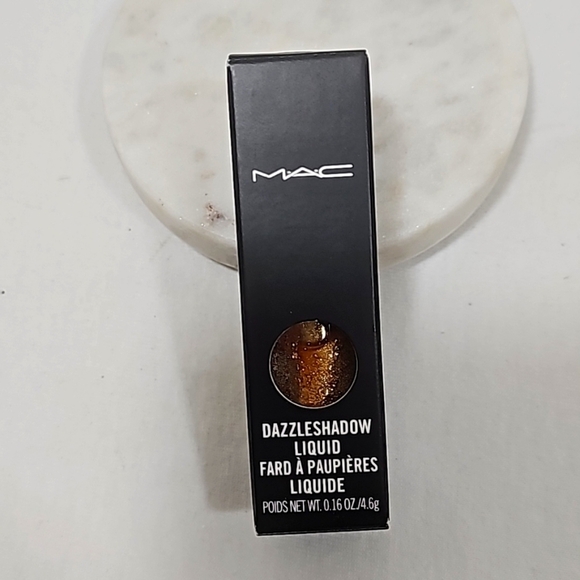 M·A·C
DAZZLESHADOW
LIQUID
FARD À PAUPIÈRES
LIQUIDE
POIDS NET WT. 0.16 OZ./4.6g